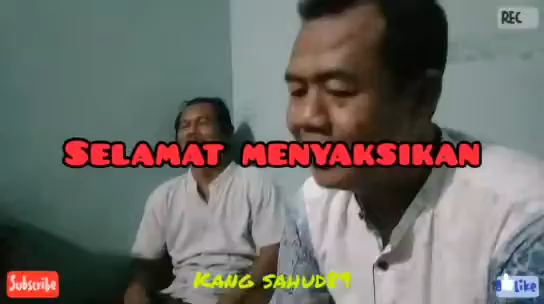 REC
SELAMAT MENYAKSIKAN
KANG SAHUD89
Subscribe
Like